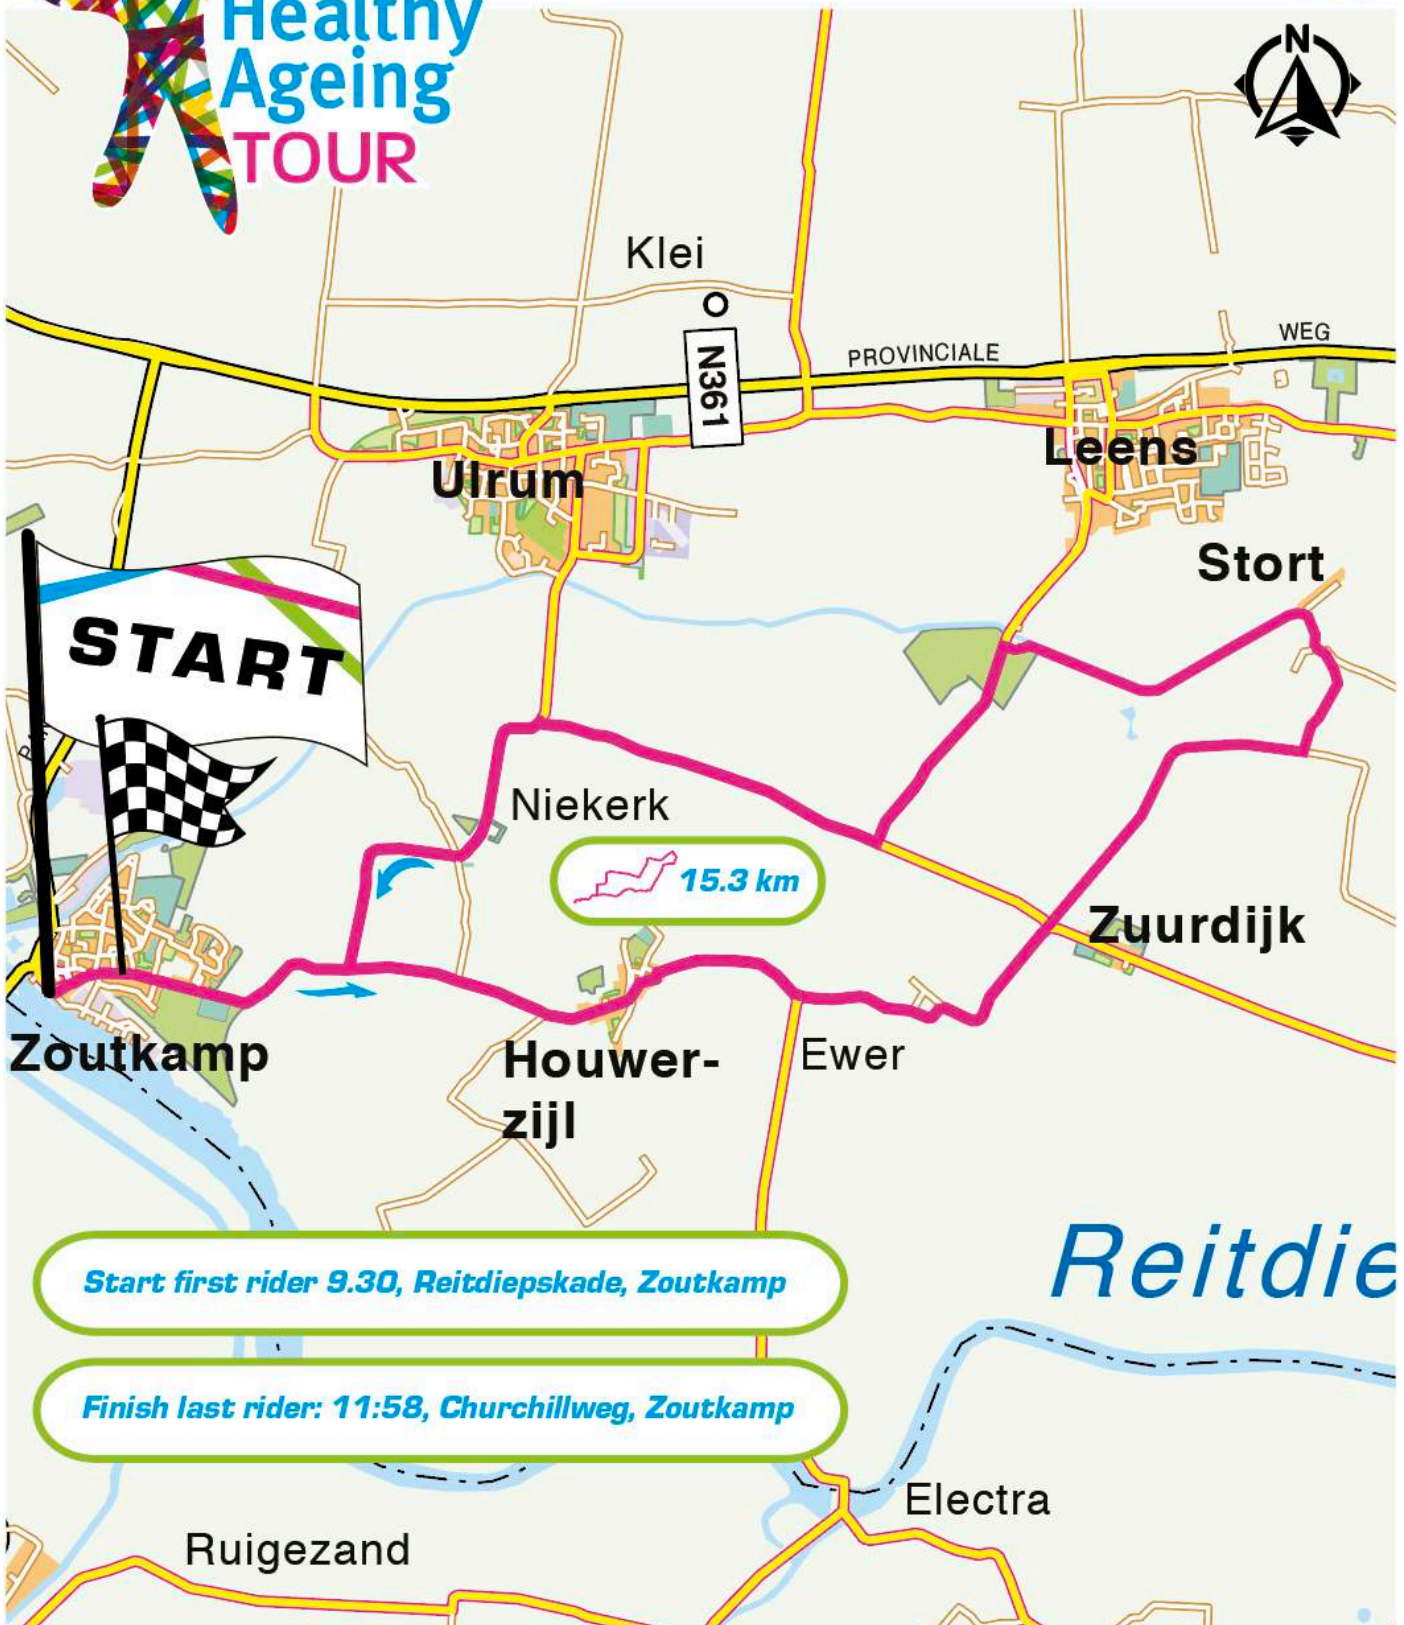 Healthy
Ageing
TOUR
N
Klei
PROVINCIALE
WEG
N361
Ulrum
Leens
Stort
START
Niekerk
15.3 km
Zuurdijk
Zoutkamp
Houwer-
zijl
Ewer
Reitdie
Start first rider 9.30, Reitdiepskade, Zoutkamp
Finish last rider: 11:58, Churchillweg, Zoutkamp
Electra
Ruigezand